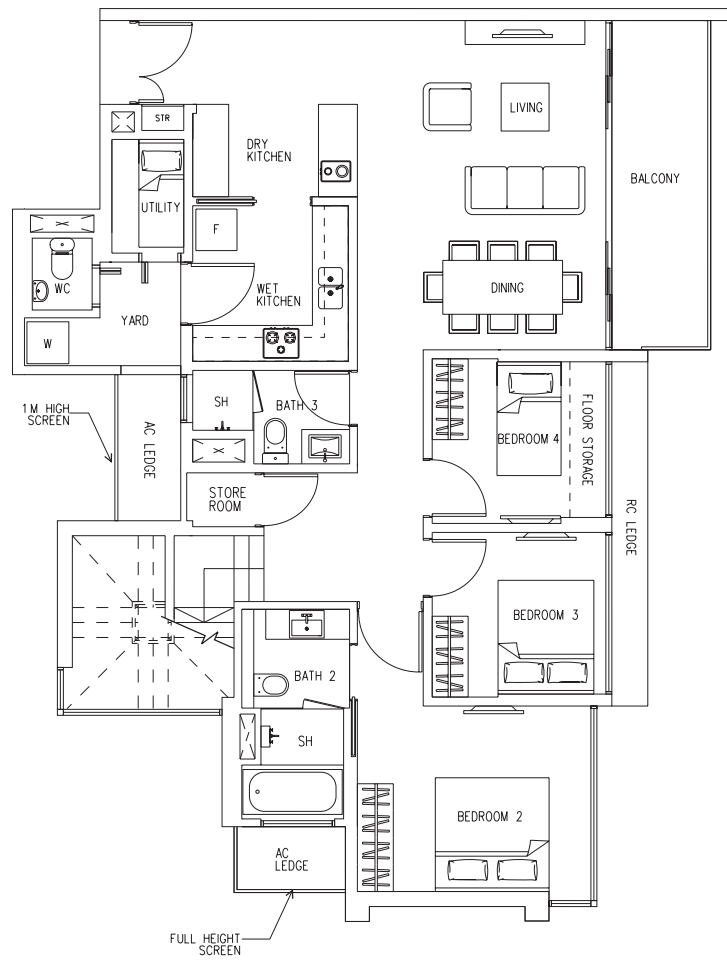 STR
LIVING
DRY
KITCHEN
BALCONY
UTILITY
F
WC
WET
KITCHEN
DINING
YARD
W
1M HIGH
SCREEN
SH
BATH 3
AC LEDGE
BEDROOM 4
FLOOR STORAGE
STORE
ROOM
RC LEDGE
BEDROOM 3
BATH 2
SH
BEDROOM 2
AC
LEDGE
FULL HEIGHT
SCREEN